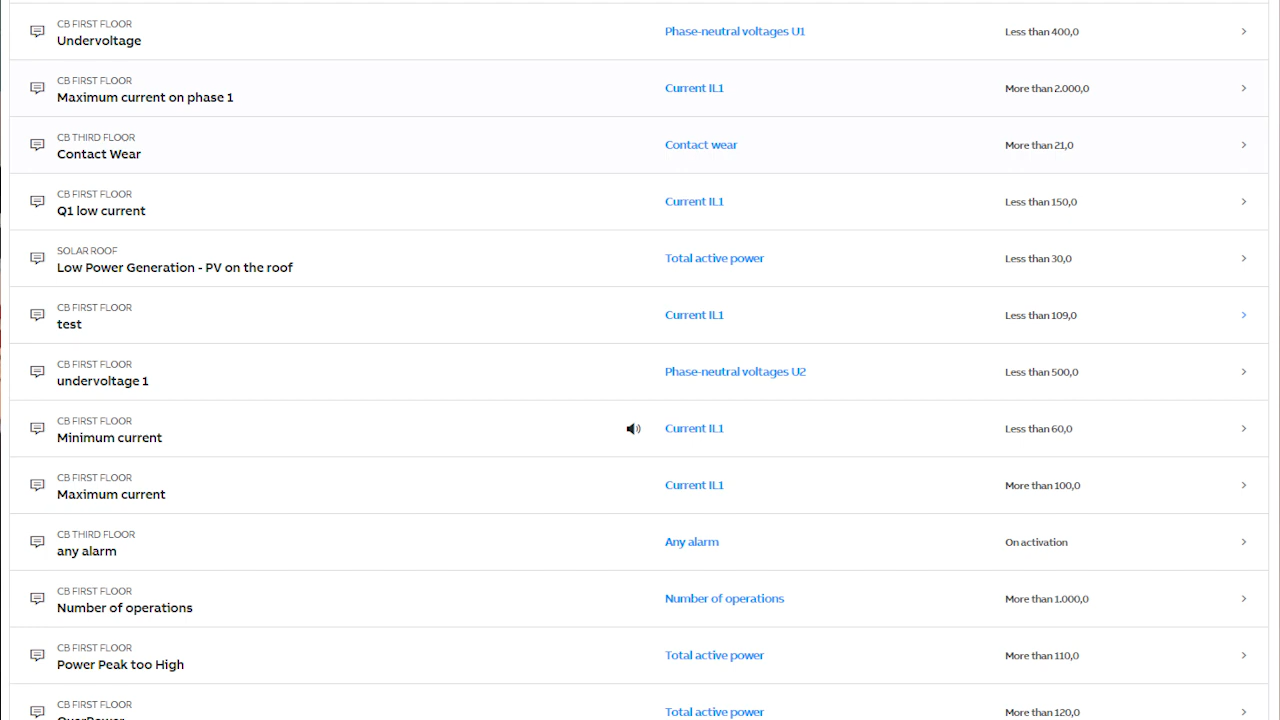 CB FIRST FLOOR
Undervoltage
Phase-neutral voltages U1
Less than 400,0
CB FIRST FLOOR
Maximum current on phase 1
Current IL1
More than 2.000,0
CB THIRD FLOOR
Contact Wear
Contact wear
More than 21,0
CB FIRST FLOOR
Q1 low current
Current IL1
Less than 150,0
SOLAR ROOF
Low Power Generation - PV on the roof
Total active power
Less than 30,0
CB FIRST FLOOR
test
Current IL1
Less than 109,0
CB FIRST FLOOR
undervoltage 1
Phase-neutral voltages U2
Less than 500,0
CB FIRST FLOOR
Minimum current
Current IL1
Less than 60,0
CB FIRST FLOOR
Maximum current
Current IL1
More than 100,0
CB THIRD FLOOR
any alarm
Any alarm
On activation
CB FIRST FLOOR
Number of operations
Number of operations
More than 1.000,0
CB FIRST FLOOR
Power Peak too High
Total active power
More than 110,0
CB FIRST FLOOR
OverPower
Total active power
More than 120,0